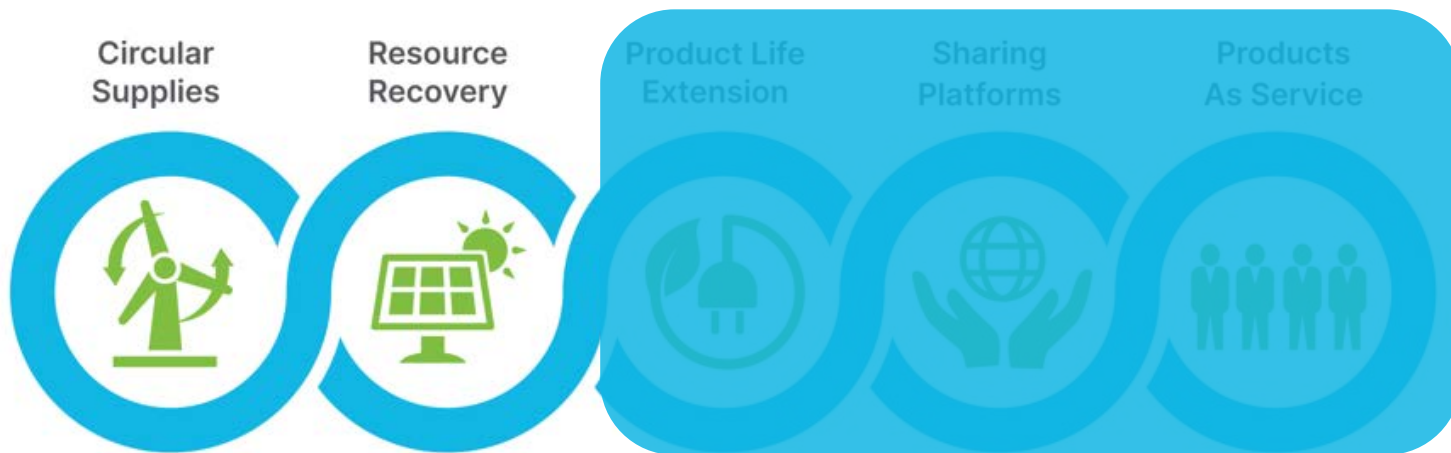 Circular
Supplies
Resource
Recovery
Product Life
Extension
Sharing
Platforms
Products
As Service